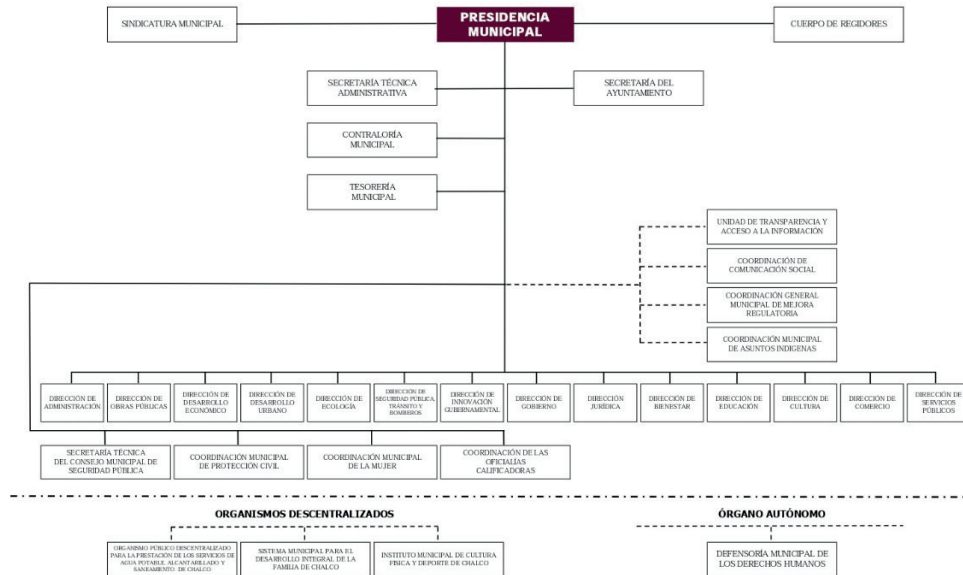 SINDICATURA MUNICIPAL
PRESIDENCIA
MUNICIPAL
CUERPO DE REGIDORES
SECRETARÍA TÉCNICA
ADMINISTRATIVA
SECRETARÍA DEL
AYUNTAMIENTO
CONTRALORÍA
MUNICIPAL
TESORERÍA
MUNICIPAL
UNIDAD DE TRANSPARENCIA Y
ACCESO A LA INFORMACIÓN
COORDINACIÓN DE
COMUNICACIÓN SOCIAL
COORDINACIÓN GENERAL
MUNICIPAL DE MEJORA
REGULATORIA
COORDINACIÓN MUNICIPAL
DE ASUNTOS INDIGENAS
DIRECCIÓN DE
ADMINISTRACIÓN
DIRECCIÓN DE
OBRAS PÚBLICAS
DIRECCIÓN DE
DESARROLLO
ECONÓMICO
DIRECCIÓN DE
DESARROLLO
URBANO
DIRECCIÓN DE
ECOLOGÍA
DIRECCIÓN DE
SEGURIDAD PÚBLICA,
TRÁNSITO Y
BOMBEROS
DIRECCIÓN DE
INNOVACIÓN
GUBERNAMENTAL
DIRECCIÓN DE
GOBIERNO
DIRECCIÓN
JURÍDICA
DIRECCIÓN DE
BIENESTAR
DIRECCIÓN DE
EDUCACIÓN
DIRECCIÓN DE
CULTURA
DIRECCIÓN DE
COMERCIO
DIRECCIÓN DE
SERVICIOS
PÚBLICOS
SECRETARÍA TÉCNICA
DEL CONSEJO MUNICIPAL DE
SEGURIDAD PÚBLICA
COORDINACIÓN MUNICIPAL
DE PROTECCIÓN CIVIL
COORDINACIÓN MUNICIPAL
DE LA MUJER
COORDINACIÓN DE LAS
OFICIALÍAS
CALIFICADORAS
ORGANISMOS DESCENTRALIZADOS
ÓRGANO AUTÓNOMO
ORGANISMO PÚBLICO DESCENTRALIZADO
PARA LA PRESTACIÓN DE LOS SERVICIOS DE
AGUA POTABLE, ALCANTARILLADO Y
SANEAMIENTO DE CHALCO
SISTEMA MUNICIPAL PARA EL
DESARROLLO INTEGRAL DE LA
FAMILIA DE CHALCO
INSTITUTO MUNICIPAL DE CULTURA
FISICA Y DEPORTE DE CHALCO
DEFENSORÍA MUNICIPAL DE
LOS DERECHOS HUMANOS